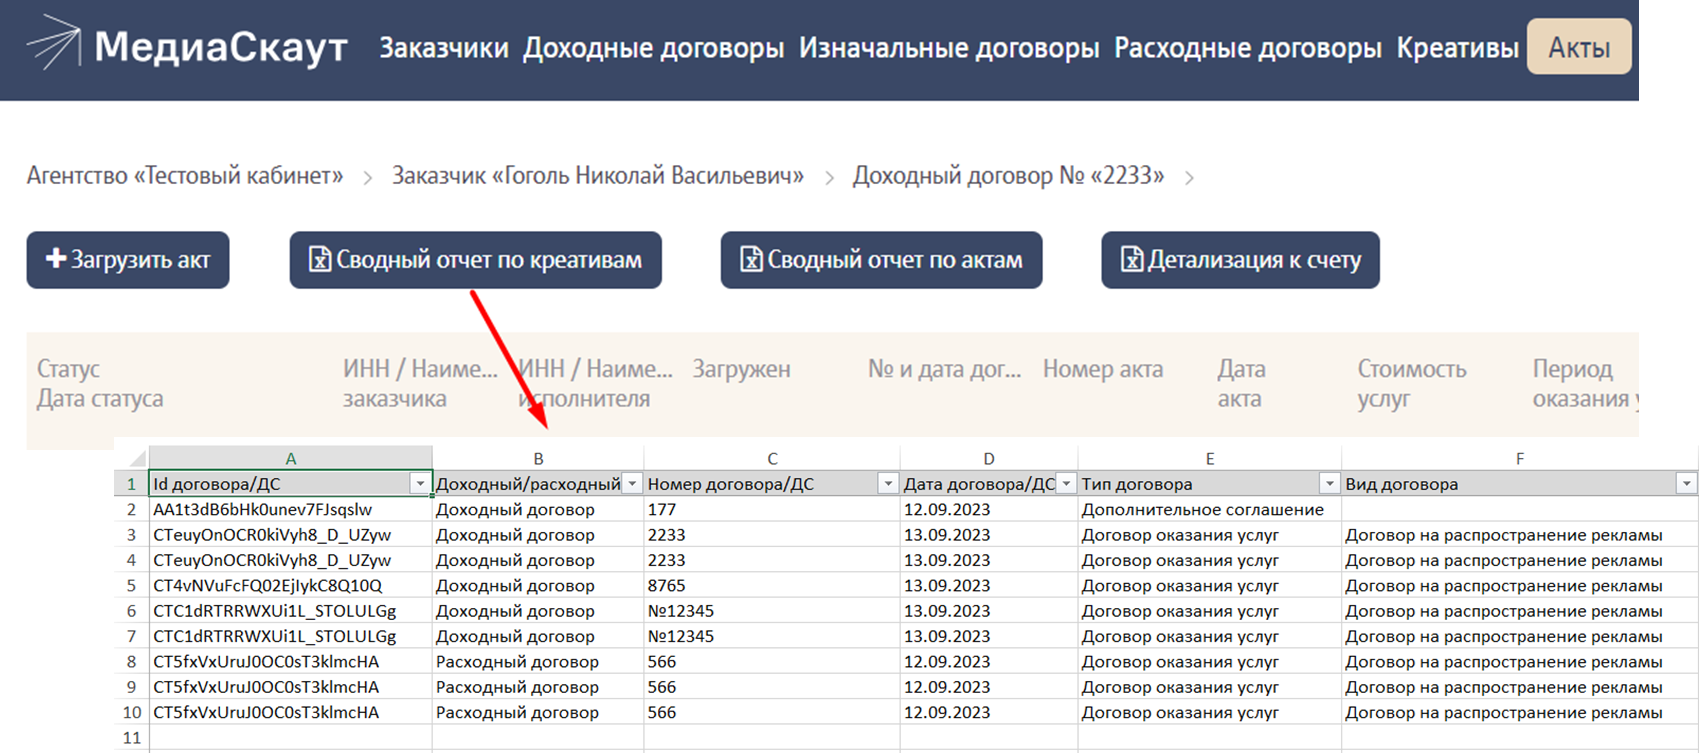 МедиаСкаут Заказчики Доходные договоры Изначальные договоры Расходные договоры Креативы Акты
Агентство «Тестовый кабинет» > Заказчик «Гоголь Николай Васильевич» > Доходный договор № «2233» >
Загрузить акт Сводный отчет по креативам Сводный отчет по актам Детализация к счету
Статус ИНН / Наиме... ИНН / Наиме... Загружен № и дата дог... Номер акта Дата Стоимость Период
Дата статуса заказчика исполнителя акта услуг оказания
A B C D E F
1 Id договора/ДС Доходный/расходный Номер договора/ДС Дата договора/ДС Тип договора Вид договора
2 AA1t3dB6bHk0unev7FJsqslw Доходный договор 177 12.09.2023 Дополнительное соглашение
3 CTeuyOnOCR0kiVyh8_D_UZyw Доходный договор 2233 13.09.2023 Договор оказания услуг Договор на распространение рекламы
4 CTeuyOnOCR0kiVyh8_D_UZyw Доходный договор 2233 13.09.2023 Договор оказания услуг Договор на распространение рекламы
5 CT4vNVuFcFQ02EjIykC8Q10Q Доходный договор 8765 13.09.2023 Договор оказания услуг Договор на распространение рекламы
6 CTC1dRTRRWXUi1L_STOLULGg Доходный договор №12345 13.09.2023 Договор оказания услуг Договор на распространение рекламы
7 CTC1dRTRRWXUi1L_STOLULGg Доходный договор №12345 13.09.2023 Договор оказания услуг Договор на распространение рекламы
8 CT5fxVxUruJ0OC0sT3klmcHA Расходный договор 566 12.09.2023 Договор оказания услуг Договор на распространение рекламы
9 CT5fxVxUruJ0OC0sT3klmcHA Расходный договор 566 12.09.2023 Договор оказания услуг Договор на распространение рекламы
10 CT5fxVxUruJ0OC0sT3klmcHA Расходный договор 566 12.09.2023 Договор оказания услуг Договор на распространение рекламы
11